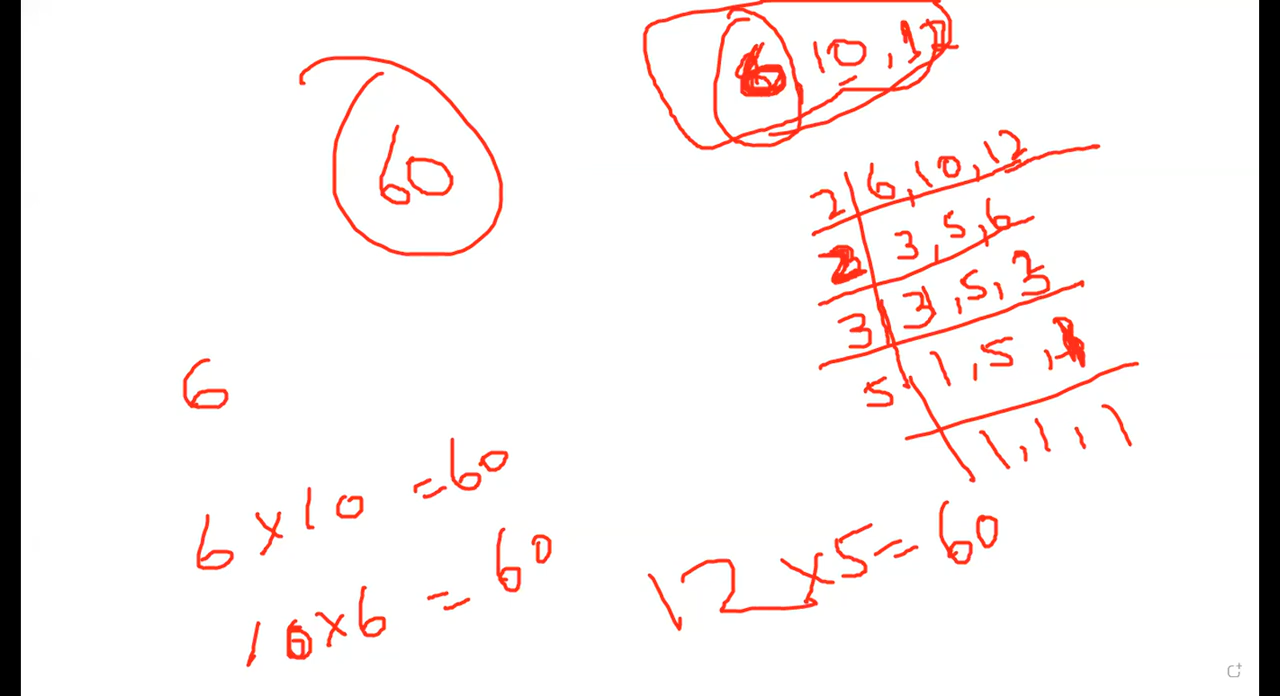 6, 10, 12
60
2 | 6, 10, 12
2 | 3, 5, 6
3 | 3, 5, 3
5 | 1, 5, 1
1, 1, 1
6
6 × 10 = 60
10 × 6 = 60
12 × 5 = 60